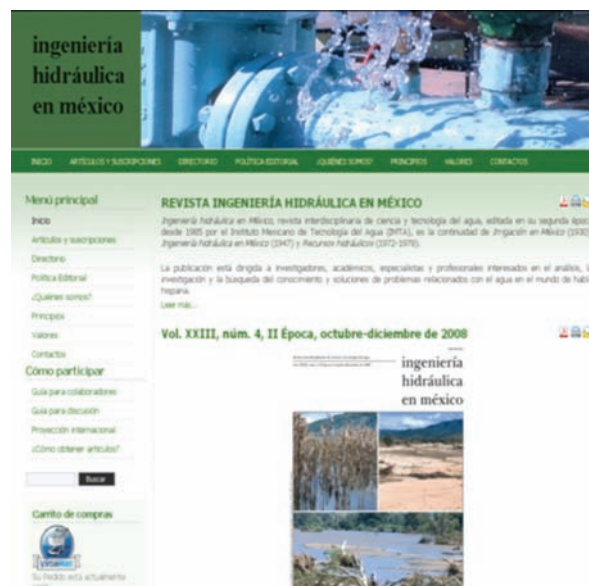 ingeniería
hidráulica
en méxico
INICIO ARTÍCULOS Y SUSCRIPCIONES DIRECTORIO POLÍTICA EDITORIAL ¿QUIÉNES SOMOS? PRINCIPIOS VALORES CONTACTOS
Menú principal
Inicio
Artículos y suscripciones
Directorio
Política Editorial
¿Quiénes somos?
Principios
Valores
Contactos
Cómo participar
Guía para colaboradores
Guía para discusión
Proyección internacional
¿Cómo obtener artículos?
Buscar
Carrito de compras
Su Pedido está actualmente
REVISTA INGENIERÍA HIDRÁULICA EN MÉXICO
Ingeniería hidráulica en México, revista interdisciplinaria de ciencia y tecnología del agua, editada en su segunda époc
desde 1985 por el Instituto Mexicano de Tecnología del Agua (IMTA), es la continuidad de Irrigación en México (1930)
Ingeniería hidráulica en México (1947) y Recursos hidráulicos (1972-1978).
La publicación está dirigida a investigadores, académicos, especialistas y profesionales interesados en el análisis, l
investigación y la búsqueda del conocimiento y soluciones de problemas relacionados con el agua en el mundo de habl
hispana.
Leer más...
Vol. XXIII, núm. 4, II Época, octubre-diciembre de 2008
ingeniería
hidráulica
en méxico